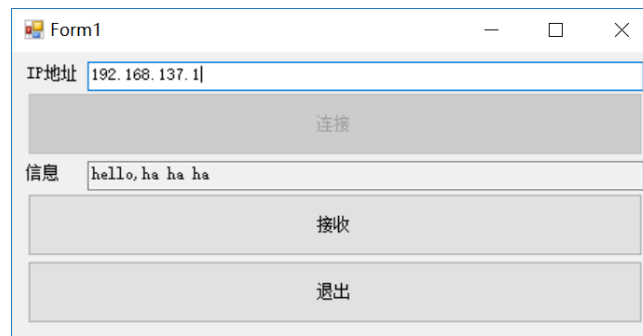 Form1
IP地址 192.168.137.1
连接
信息 hello,ha ha ha
接收
退出